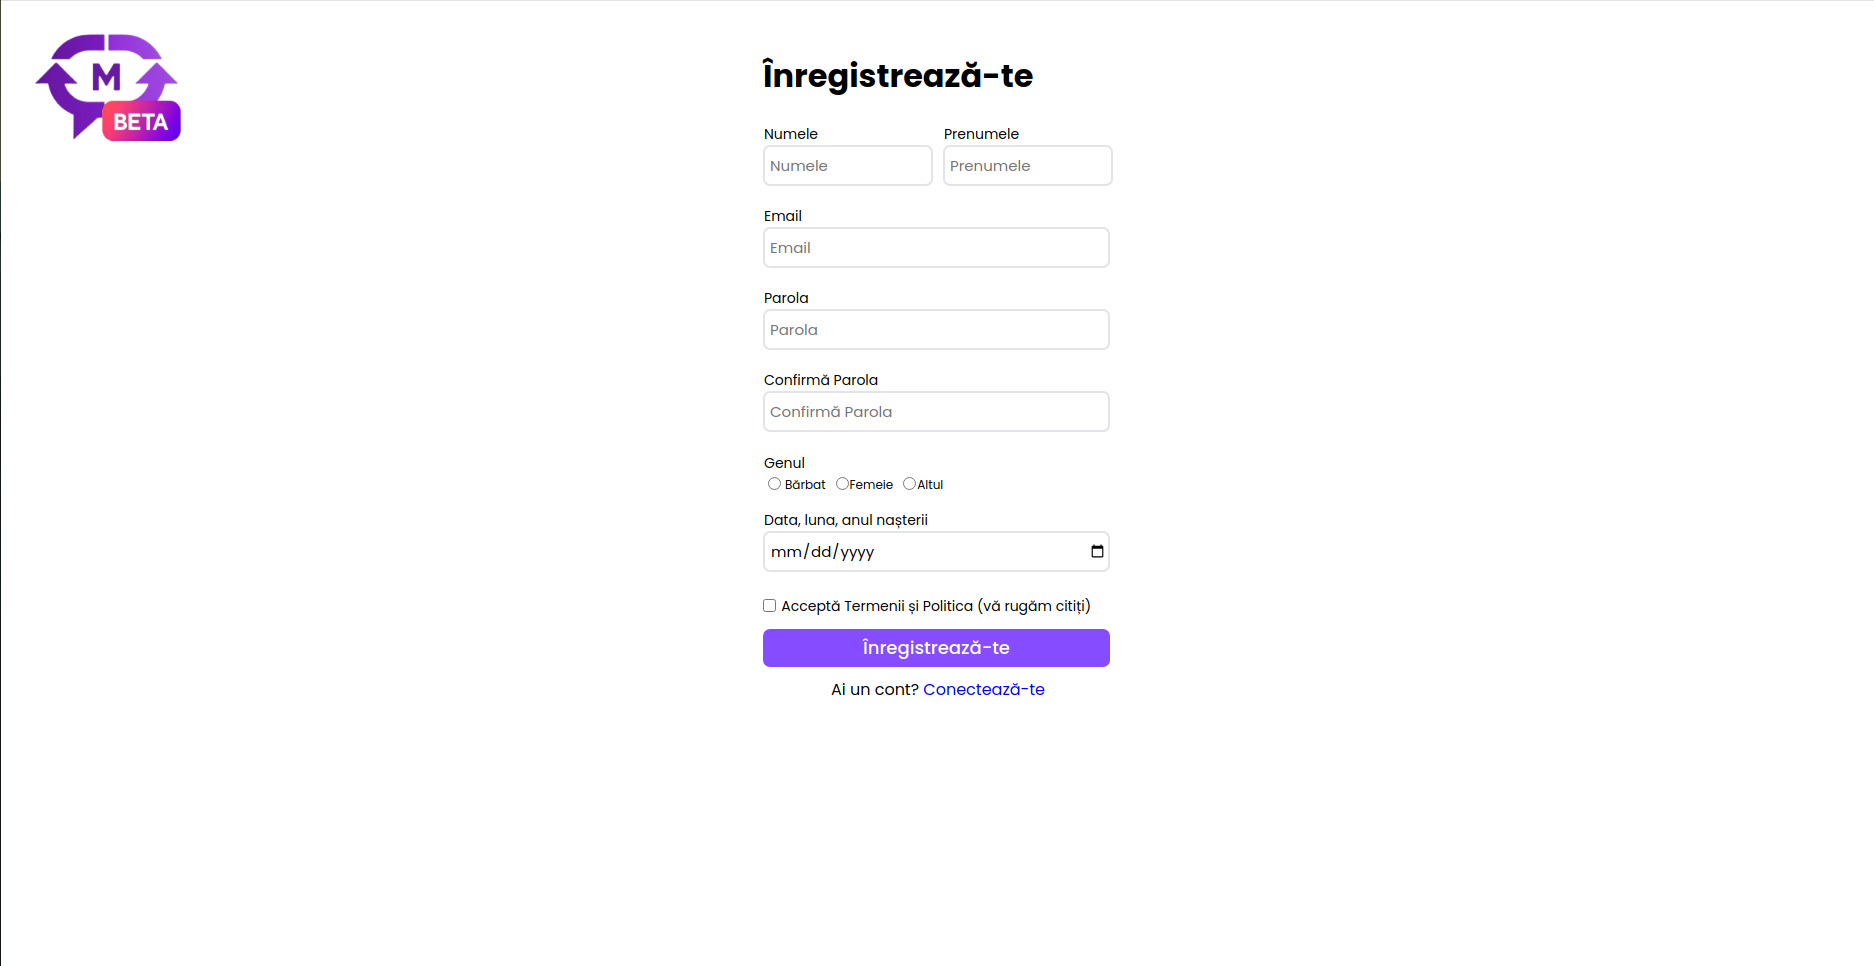 M
BETA
Înregistrează-te
Numele Prenumele
Numele Prenumele
Email
Email
Parola
Parola
Confirmă Parola
Confirmă Parola
Genul
Bărbat Femeie Altul
Data, luna, anul nașterii
mm/dd/yyyy
Acceptă Termenii și Politica (vă rugăm citiți)
Înregistrează-te
Ai un cont? Conectează-te